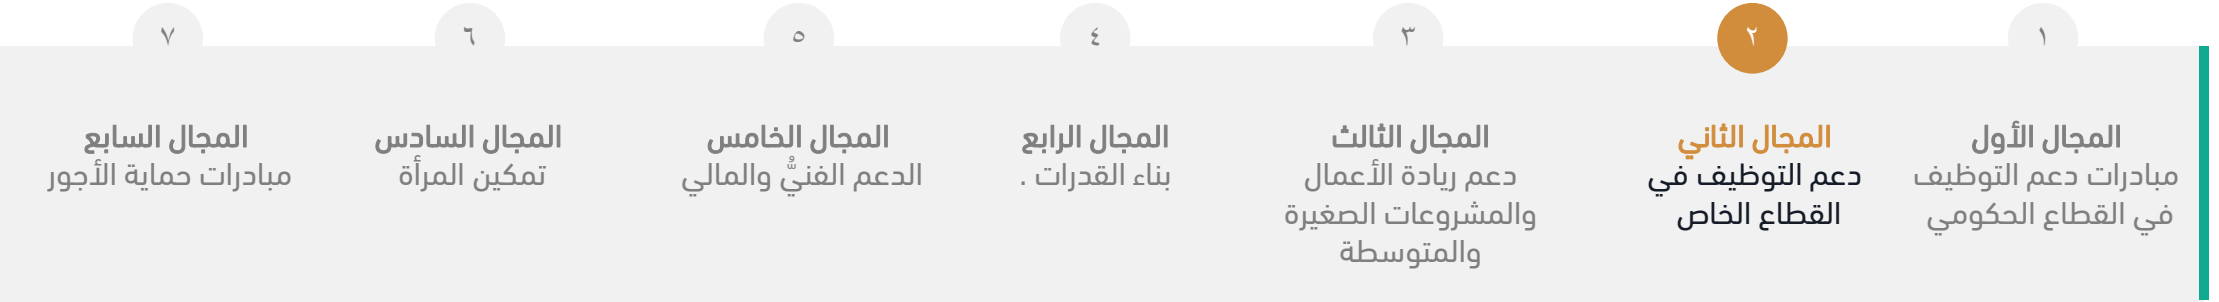 ١
المجال الأول
مبادرات دعم التوظيف
في القطاع الحكومي
٢
المجال الثاني
دعم التوظيف في
القطاع الخاص
٣
المجال الثالث
دعم ريادة الأعمال
والمشروعات الصغيرة
والمتوسطة
٤
المجال الرابع
بناء القدرات .
٥
المجال الخامس
الدعم الفنيُّ والمالي
٦
المجال السادس
تمكين المرأة
٧
المجال السابع
مبادرات حماية الأجور